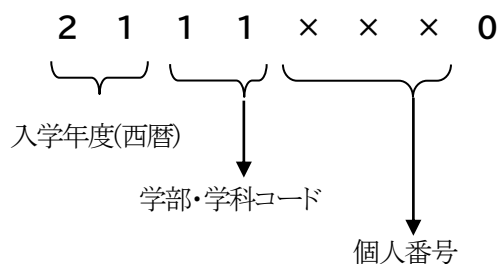 2 1 1 1 × × × 0
入学年度(西暦)
学部・学科コード
個人番号